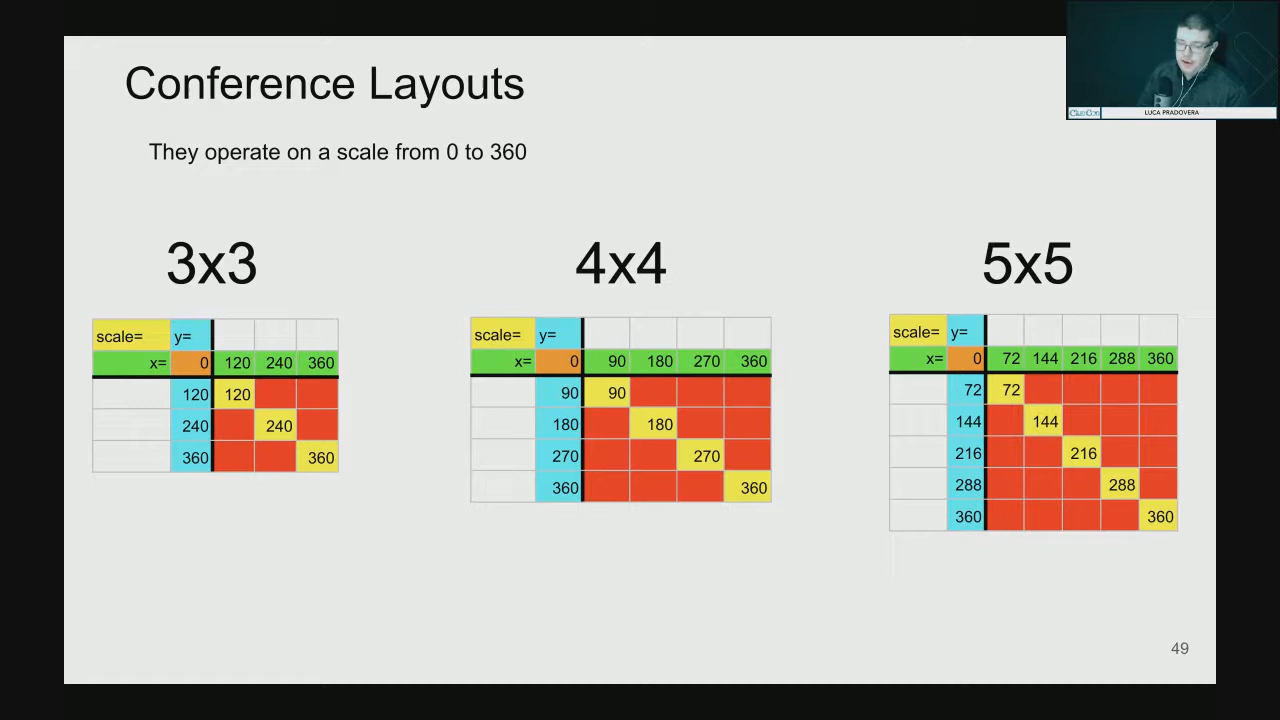 Conference Layouts
ClueCon
LUCA PRADOVERA
They operate on a scale from 0 to 360
3x3
scale= y=
x= 0 120 240 360
120 120
240 240
360 360
4x4
scale= y=
x= 0 90 180 270 360
90 90
180 180
270 270
360 360
5x5
scale= y=
x= 0 72 144 216 288 360
72 72
144 144
216 216
288 288
360 360
49